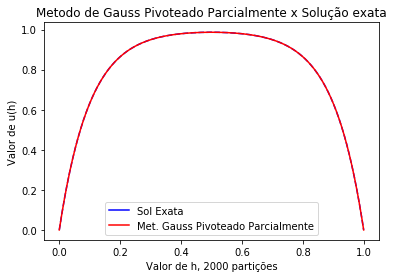 Metodo de Gauss Pivoteado Parcialmente x Solução exata
1.0
0.8
0.6
0.4
0.2
0.0
Valor de u(h)
Sol Exata
Met. Gauss Pivoteado Parcialmente
0.0 0.2 0.4 0.6 0.8 1.0
Valor de h, 2000 partições